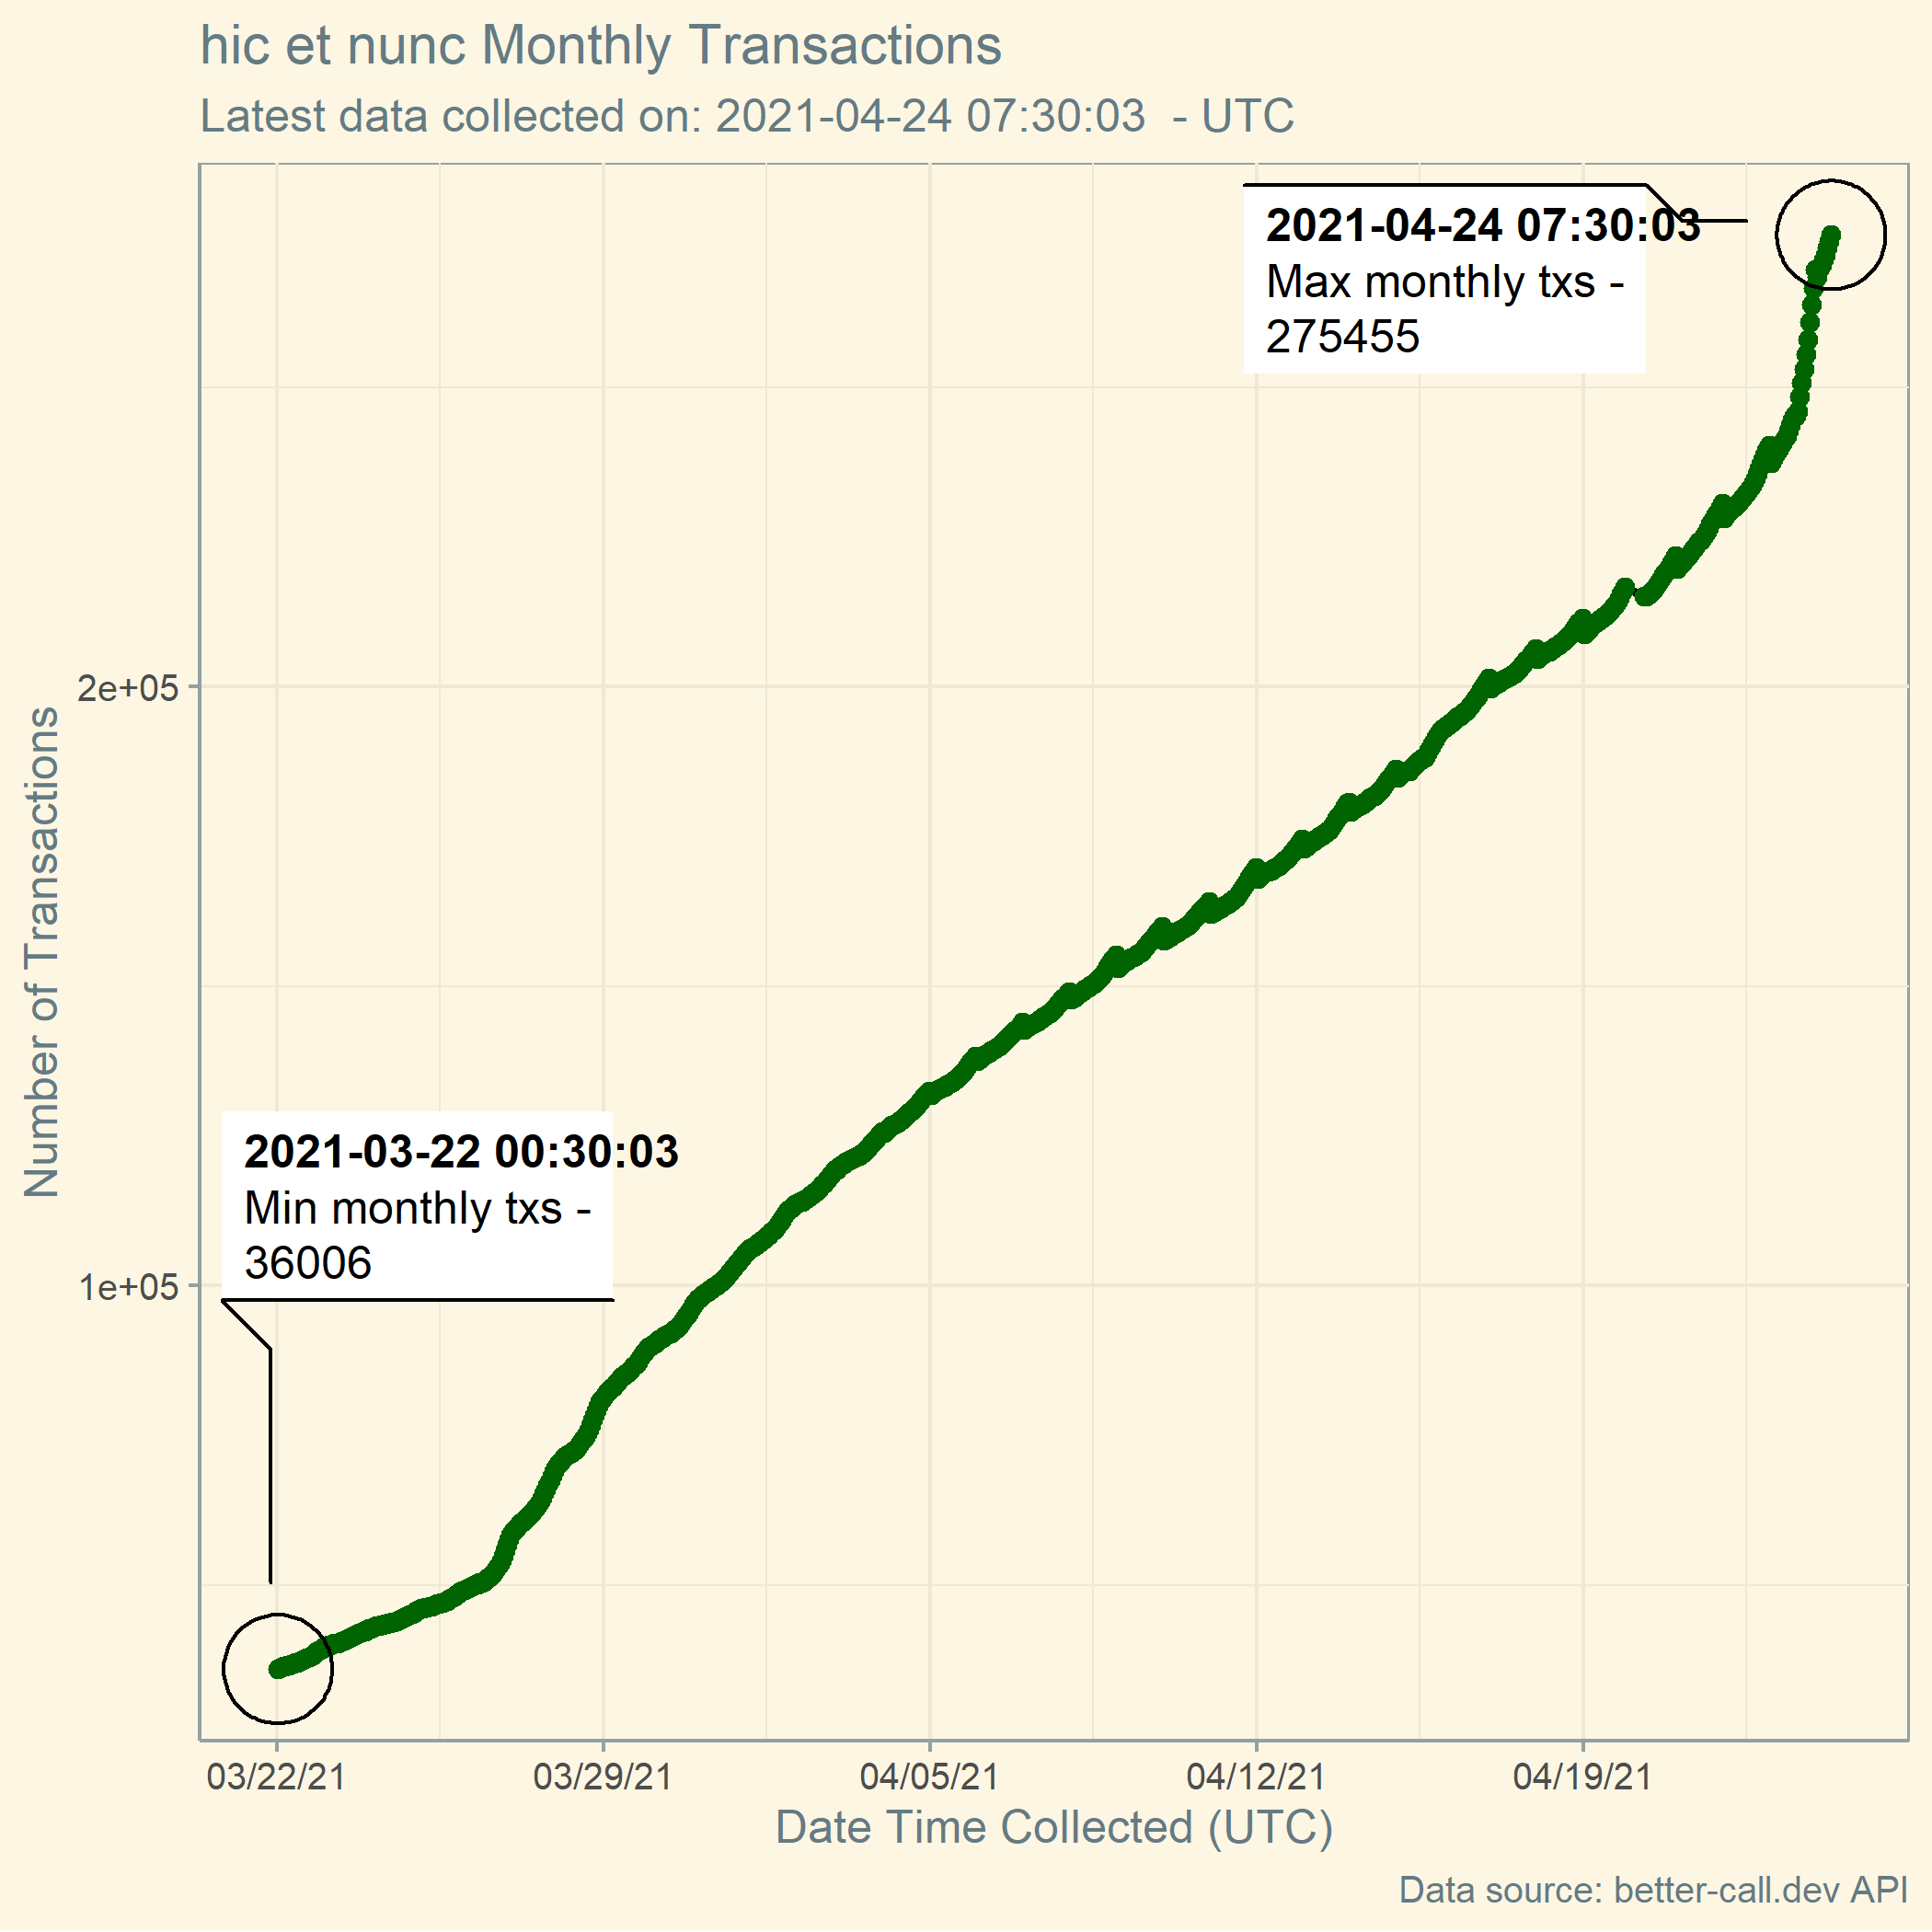 hic et nunc Monthly Transactions
Latest data collected on: 2021-04-24 07:30:03 - UTC
2021-04-24 07:30:03
Max monthly txs -
275455
2e+05
Number of Transactions
2021-03-22 00:30:03
Min monthly txs -
36006
1e+05
03/22/21 03/29/21 04/05/21 04/12/21 04/19/21
Date Time Collected (UTC)
Data source: better-call.dev API